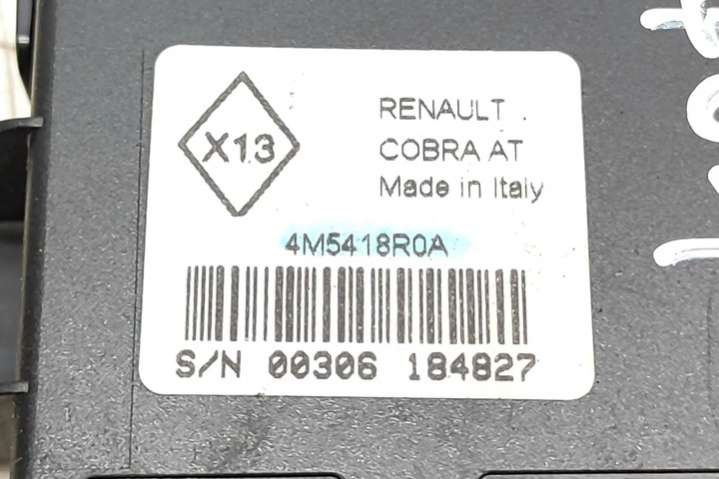 X13
RENAULT
COBRA AT
Made in Italy
4M5418R0A
S/N 00306 184827